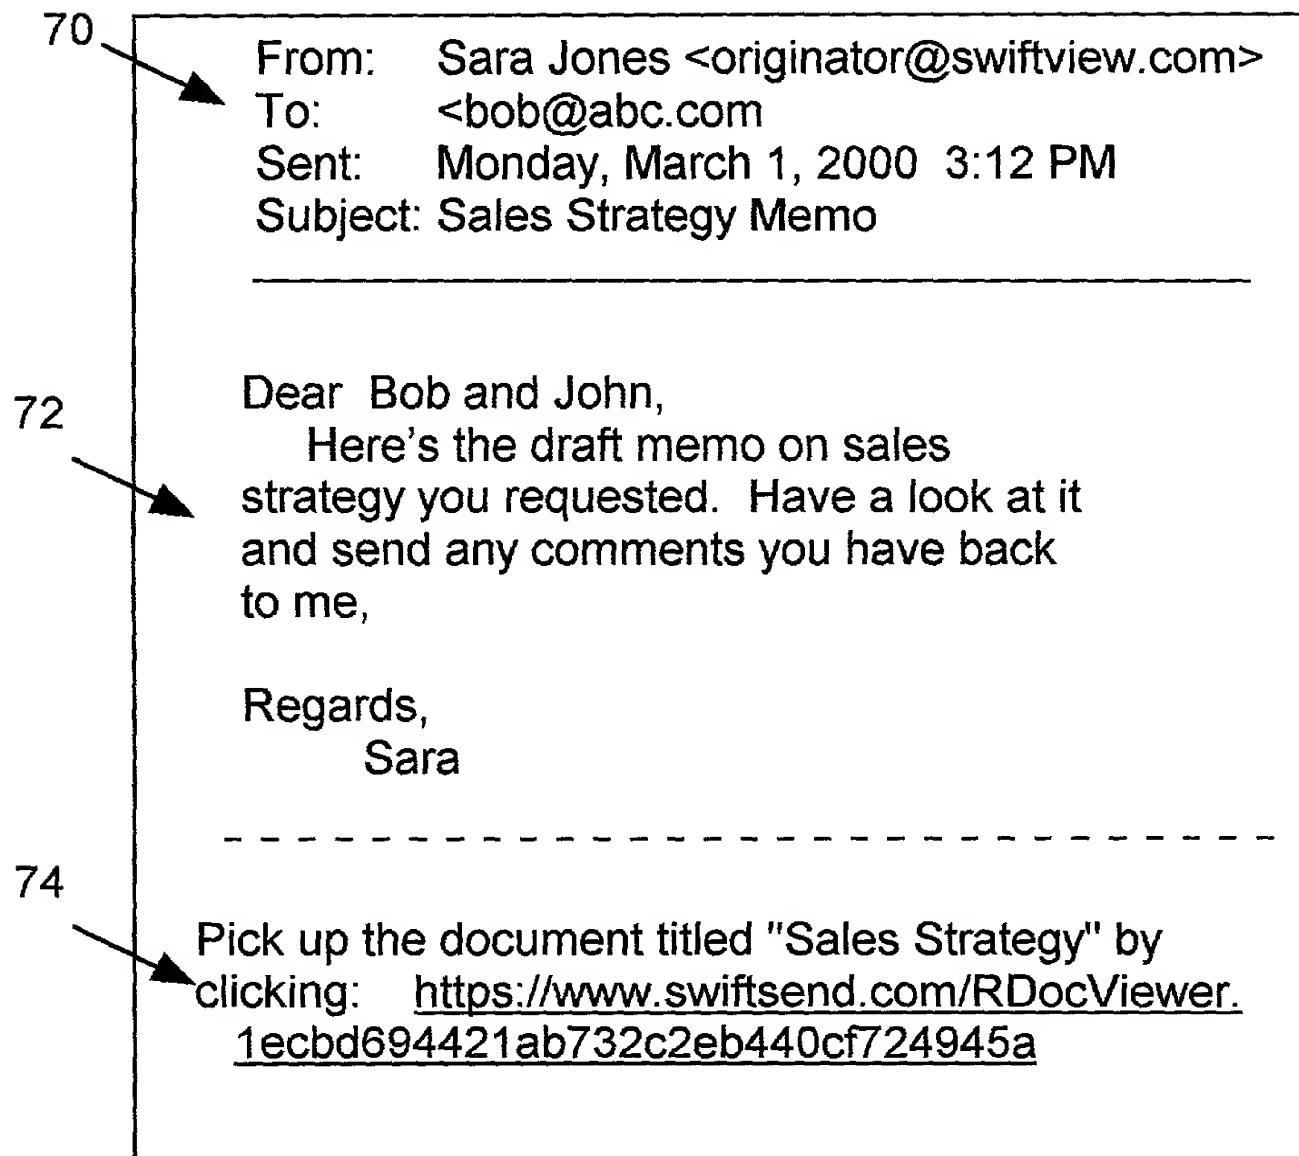 70
From: Sara Jones <originator@swiftview.com>
To: <bob@abc.com
Sent: Monday, March 1, 2000 3:12 PM
Subject: Sales Strategy Memo
72
Dear Bob and John,
Here's the draft memo on sales
strategy you requested. Have a look at it
and send any comments you have back
to me,
Regards,
Sara
74
Pick up the document titled "Sales Strategy" by
clicking: https://www.swiftsend.com/RDocViewer.
1ecbd694421ab732c2eb440cf724945a